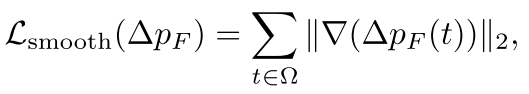 $\mathcal{L}_{\text{smooth}}(\Delta p_F) = \sum_{t \in \Omega} \|\nabla(\Delta p_F(t))\|_2,$